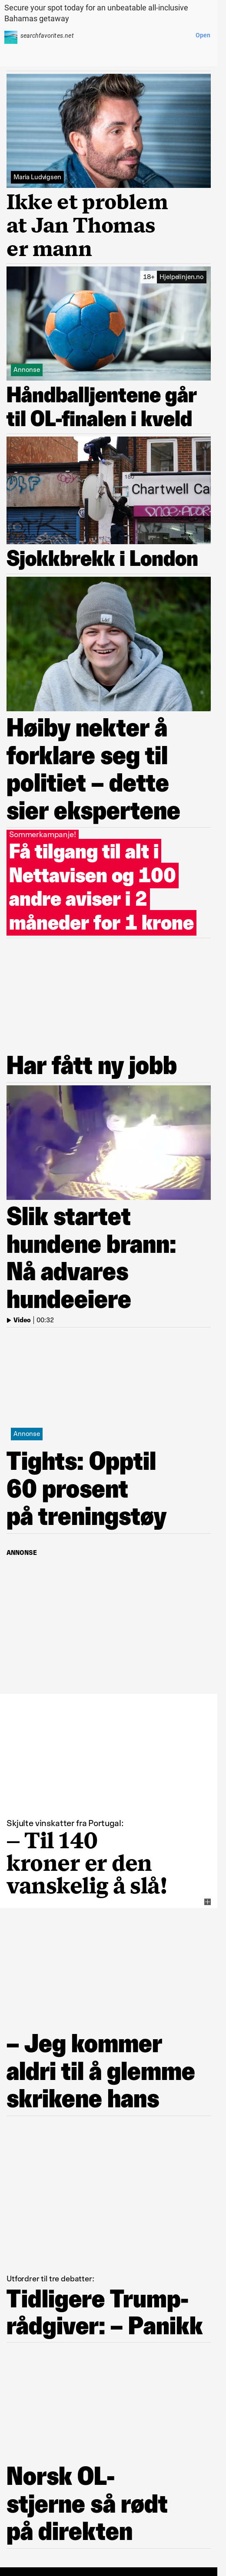 Secure your spot today for an unbeatable all-inclusive
Bahamas getaway
searchfavorites.net
Open
Maria Ludvigsen
Ikke et problem
at Jan Thomas
er mann
18+ Hjelpelinjen.no
Annonse
Håndballjentene går
til OL-finalen i kveld
180
Chartwell Ca
Sjokkbrekk i London
Høiby nekter å
forklare seg til
politiet – dette
sier ekspertene
Sommerkampanje!
Få tilgang til alt i
Nettavisen og 100
andre aviser i 2
måneder for 1 krone
Har fått ny jobb
Slik startet
hundene brann:
Nå advares
hundeeiere
Video | 00:32
Annonse
Tights: Opptil
60 prosent
på treningstøy
ANNONSE
Skjulte vinskatter fra Portugal:
– Til 140
kroner er den
vanskelig å slå!
– Jeg kommer
aldri til å glemme
skrikene hans
Utfordrer til tre debatter:
Tidligere Trump-
rådgiver: – Panikk
Norsk OL-
stjerne så rødt
på direkten